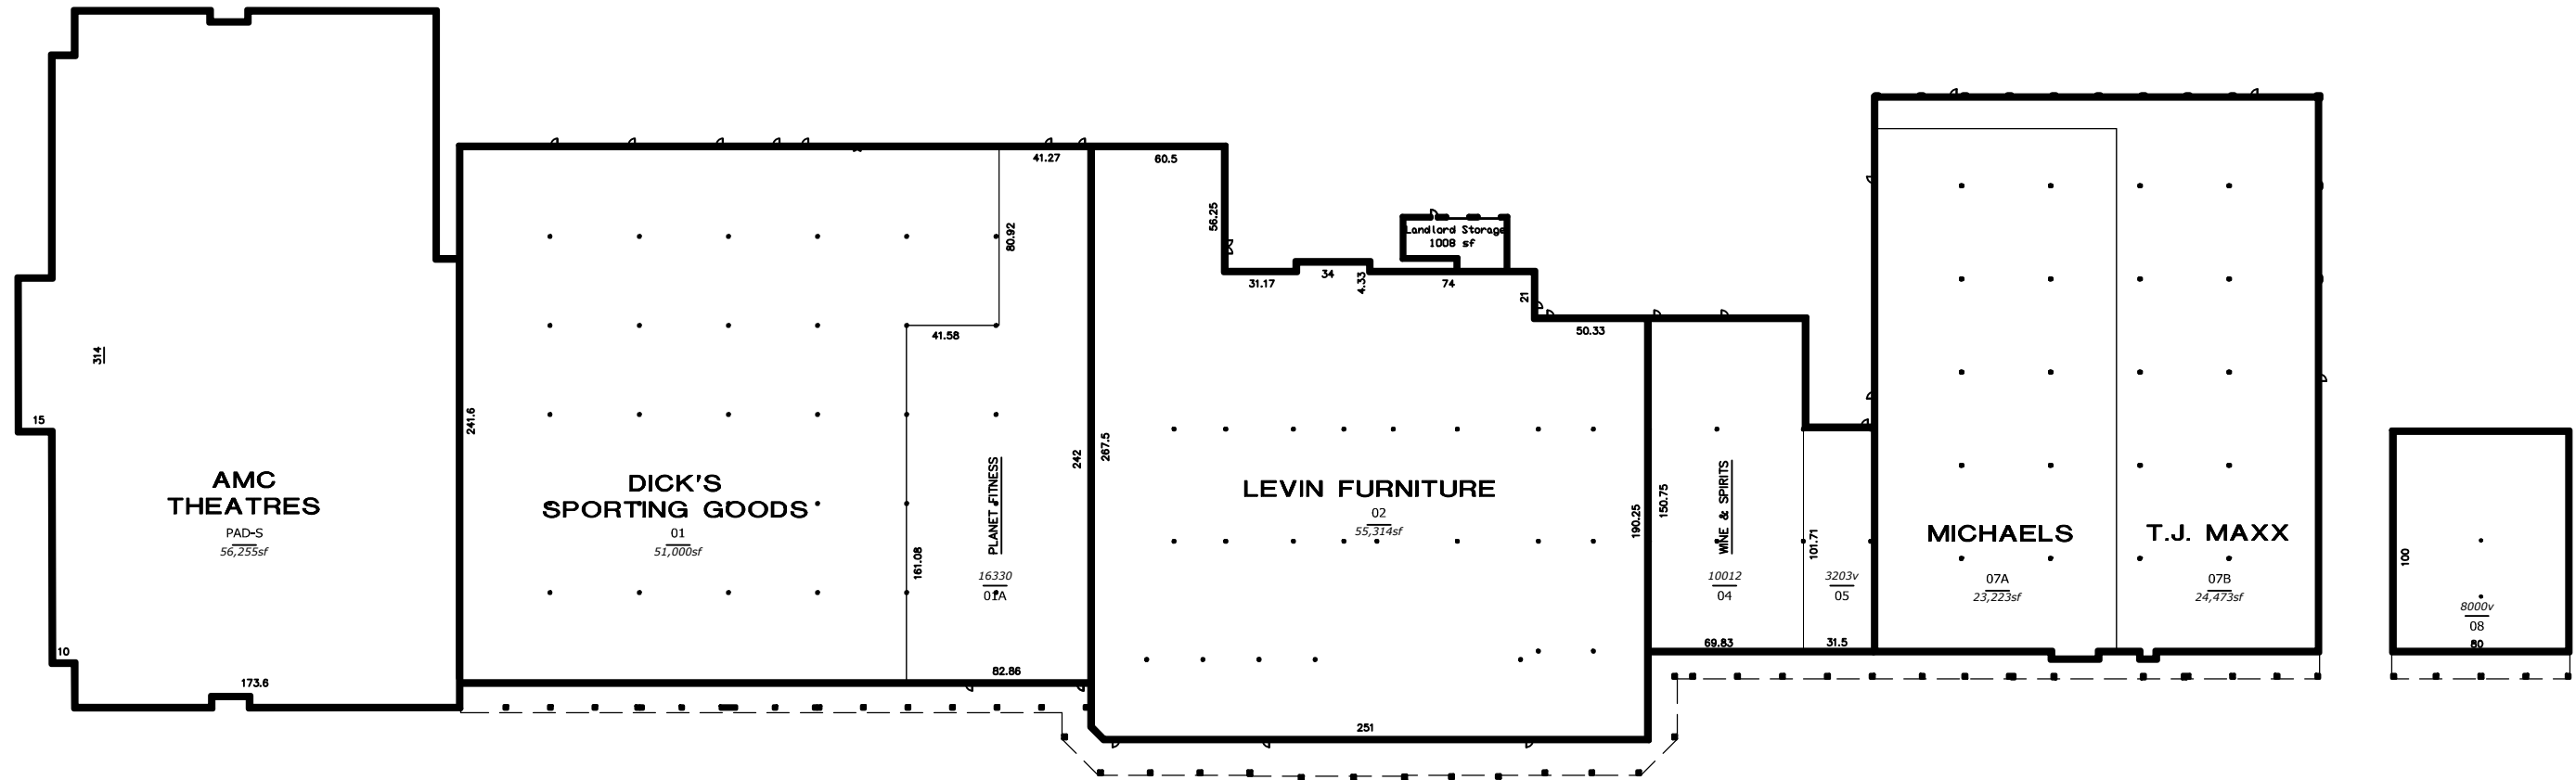 314
15
AMC
THEATRES
PAD-S
56,255sf
10
173.6
241.6
DICK'S
SPORTING GOODS
01
51,000sf
41.27
80.92
41.58
161.08
PLANET FITNESS
16330
01A
82.86
242
267.5
60.5
56.25
31.17
34
4.33
74
Landlord Storage
1008 sf
21
50.33
LEVIN FURNITURE
02
55,314sf
190.25
251
150.75
WINE & SPIRITS
10012
04
69.83
101.71
3203v
05
31.5
MICHAELS
07A
23,223sf
T.J. MAXX
07B
24,473sf
100
8000v
08
80